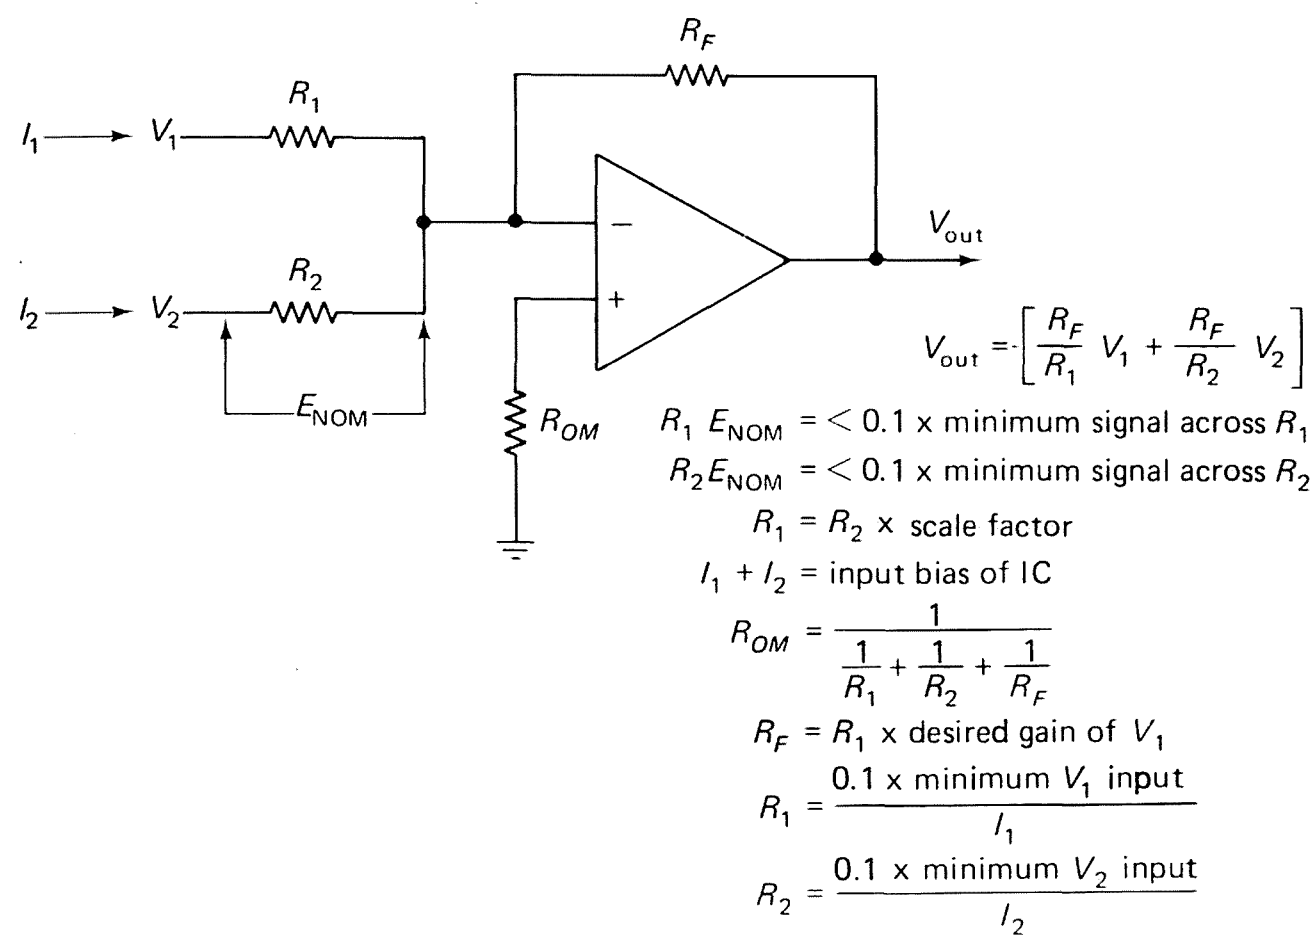 R_F
R_1
I_1 V_1
−
V_out
R_2
+
I_2 V_2
E_NOM
R_OM
V_out = -[R_F/R_1 V_1 + R_F/R_2 V_2]
R_1 E_NOM = < 0.1 x minimum signal across R_1
R_2 E_NOM = < 0.1 x minimum signal across R_2
R_1 = R_2 x scale factor
I_1 + I_2 = input bias of IC
R_OM = 1/(1/R_1 + 1/R_2 + 1/R_F)
R_F = R_1 x desired gain of V_1
R_1 = 0.1 x minimum V_1 input / I_1
R_2 = 0.1 x minimum V_2 input / I_2